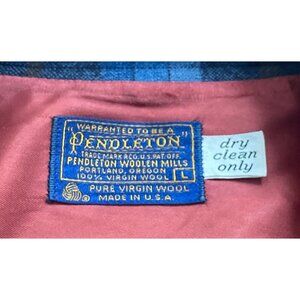 "WARRANTED TO BE A
PENDLETON"
TRADE MARK REG. U.S. PAT. OFF.
PENDLETON WOOLEN MILLS
PORTLAND, OREGON
100% VIRGIN WOOL
L
PURE VIRGIN WOOL
MADE IN U.S.A.
dry
clean
only